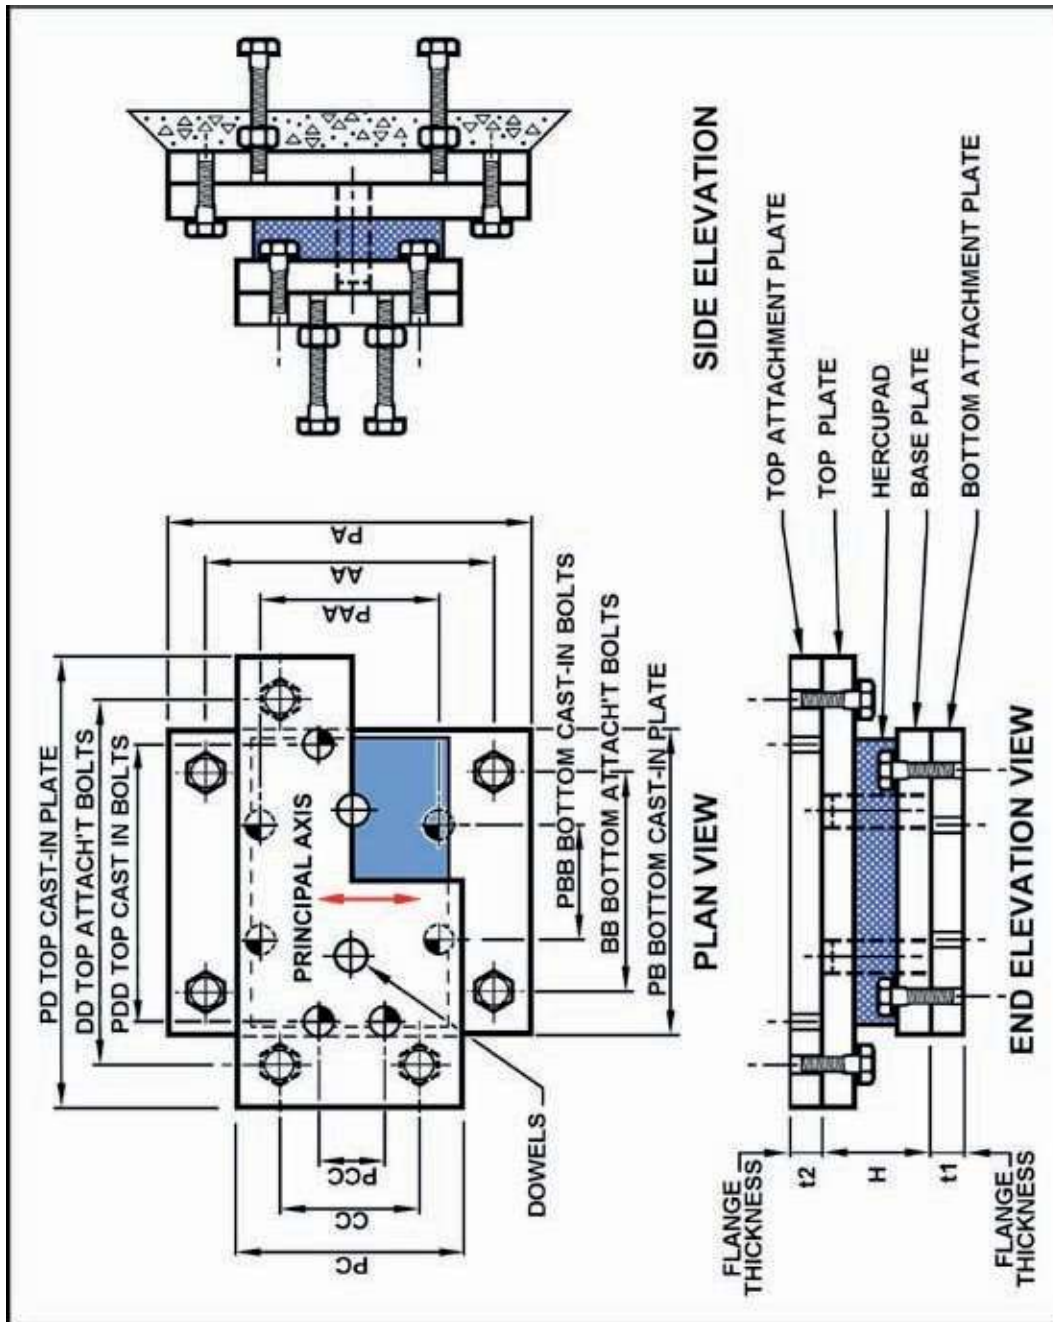 SIDE ELEVATION
PD TOP CAST-IN PLATE
DD TOP ATTACH'T BOLTS
PDD TOP CAST IN BOLTS
PRINCIPAL AXIS
PA
AA
PAA
PBB BOTTOM CAST-IN BOLTS
BB BOTTOM ATTACH'T BOLTS
PB BOTTOM CAST-IN PLATE
PCC
CC
PC
DOWELS
PLAN VIEW
TOP ATTACHMENT PLATE
TOP PLATE
HERCUPAD
BASE PLATE
BOTTOM ATTACHMENT PLATE
FLANGE
THICKNESS
t2
H
t1
FLANGE
THICKNESS
END ELEVATION VIEW